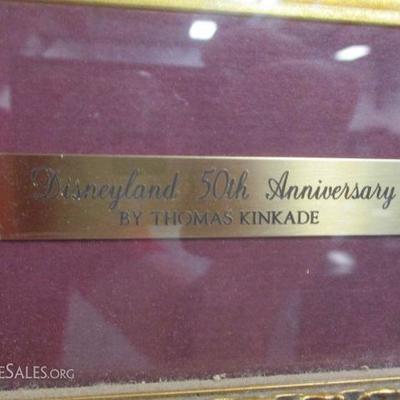 Disneyland 50th Anniversary
BY THOMAS KINKADE
ESALES.ORG